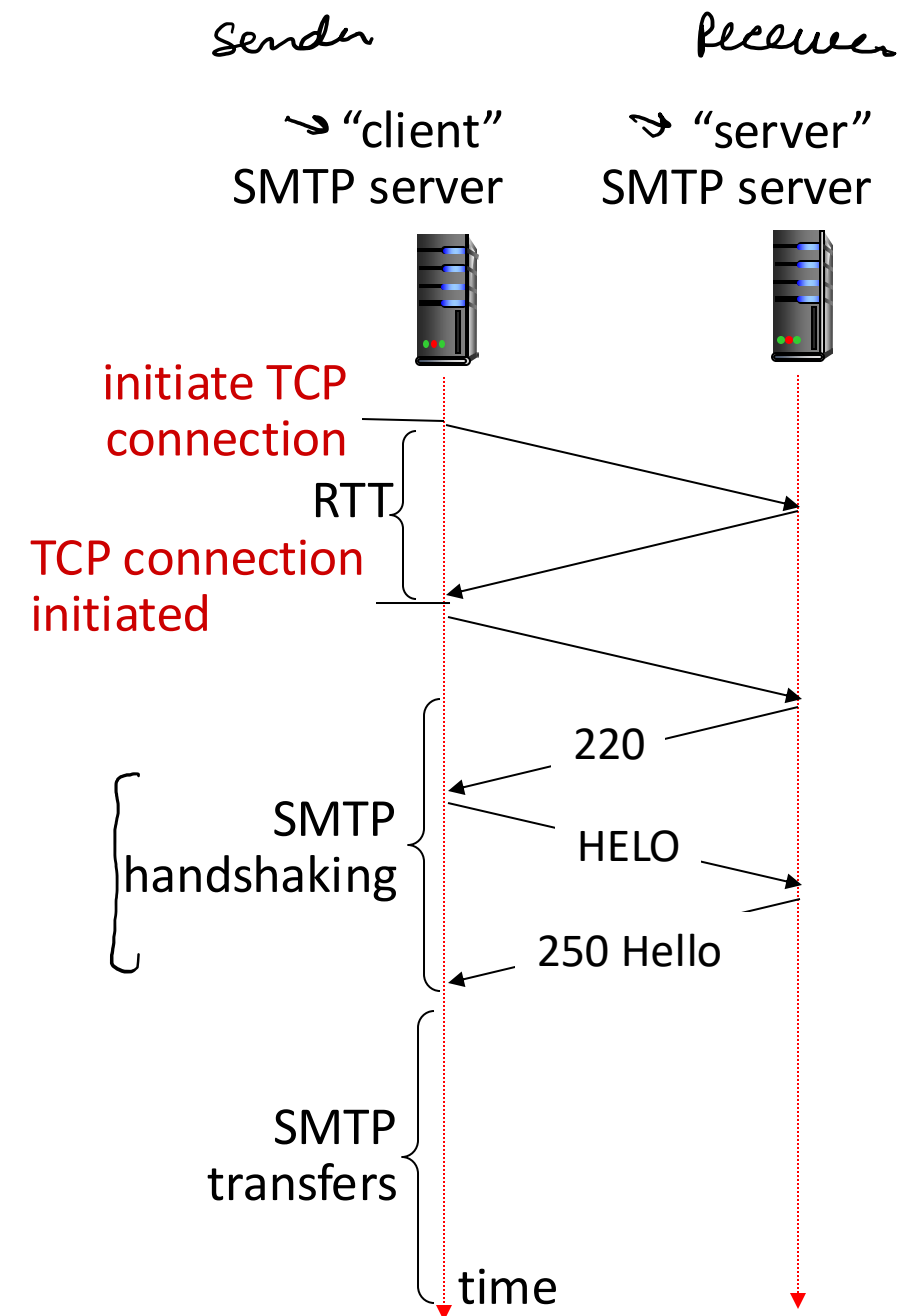 Sender Receiver
"client" "server"
SMTP server SMTP server
initiate TCP
connection
RTT
TCP connection
initiated
220
SMTP
handshaking
HELO
250 Hello
SMTP
transfers
time